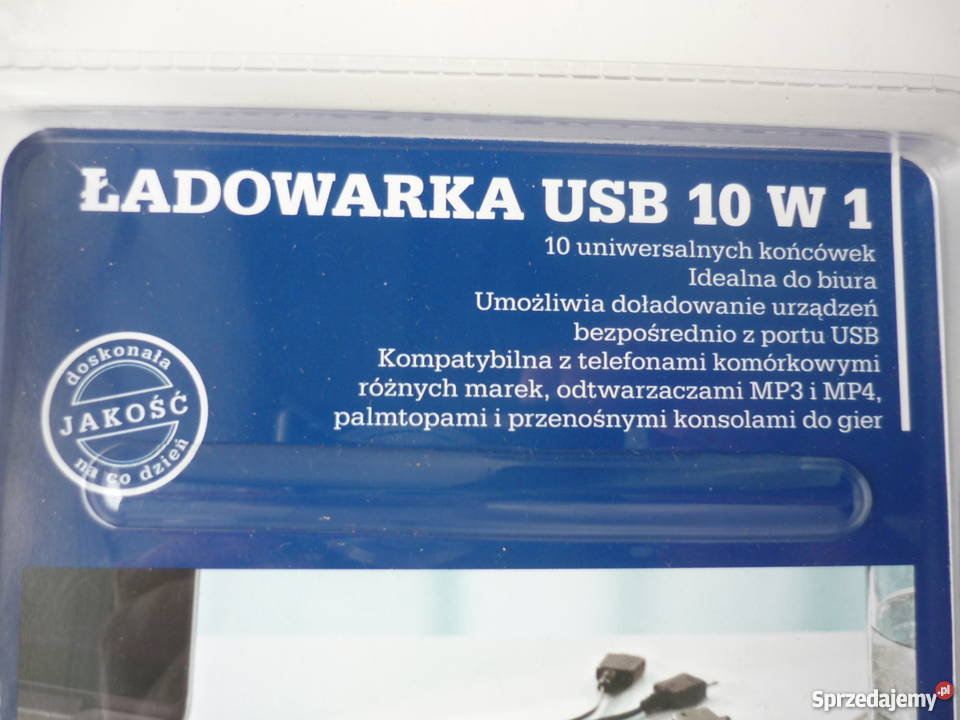 ŁADOWARKA USB 10 W 1
10 uniwersalnych końcówek
Idealna do biura
Umożliwia doładowanie urządzeń
bezpośrednio z portu USB
Kompatybilna z telefonami komórkowymi
różnych marek, odtwarzaczami MP3 i MP4,
palmtopami i przenośnymi konsolami do gier
doskonała
JAKOŚĆ
na co dzień
Sprzedajemy.pl